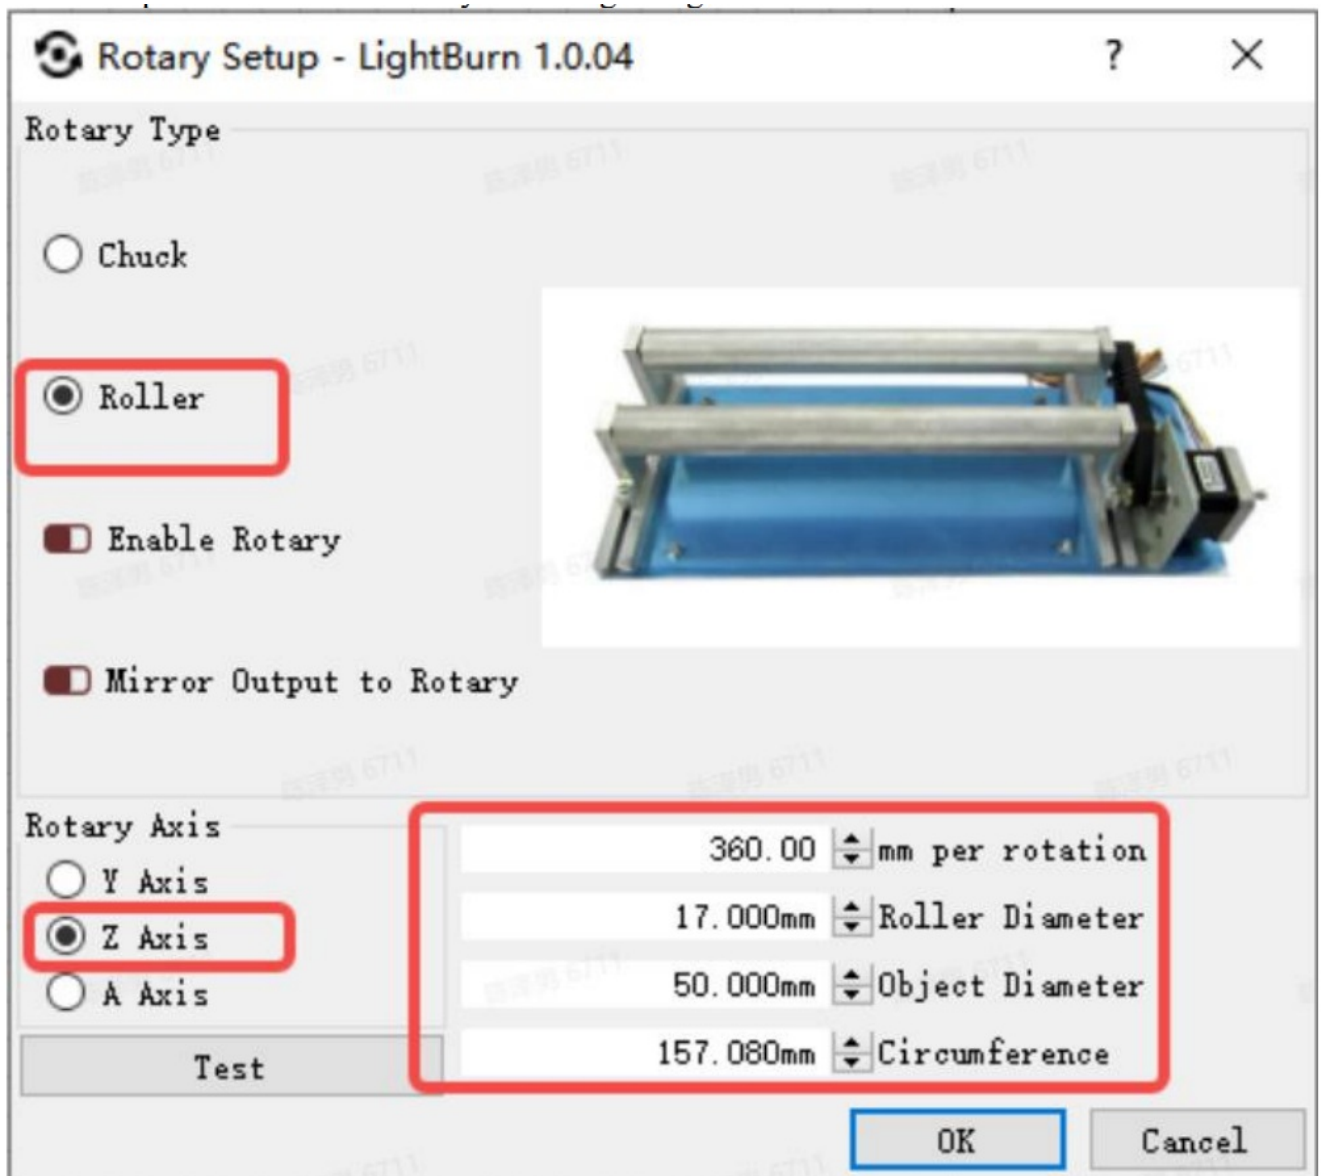 Rotary Setup - LightBurn 1.0.04 ?
Rotary Type
Chuck
Roller
Enable Rotary
Mirror Output to Rotary
Rotary Axis
Y Axis
Z Axis
A Axis
Test
360.00 mm per rotation
17.000mm Roller Diameter
50.000mm Object Diameter
157.080mm Circumference
OK
Cancel